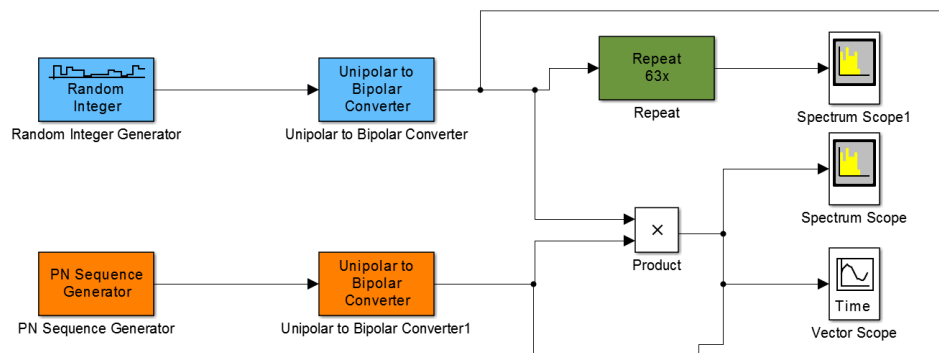 Random
Integer
Random Integer Generator
Unipolar to
Bipolar
Converter
Unipolar to Bipolar Converter
Repeat
63x
Repeat
Spectrum Scope1
Spectrum Scope
×
Product
PN Sequence
Generator
PN Sequence Generator
Unipolar to
Bipolar
Converter
Unipolar to Bipolar Converter1
Time
Vector Scope